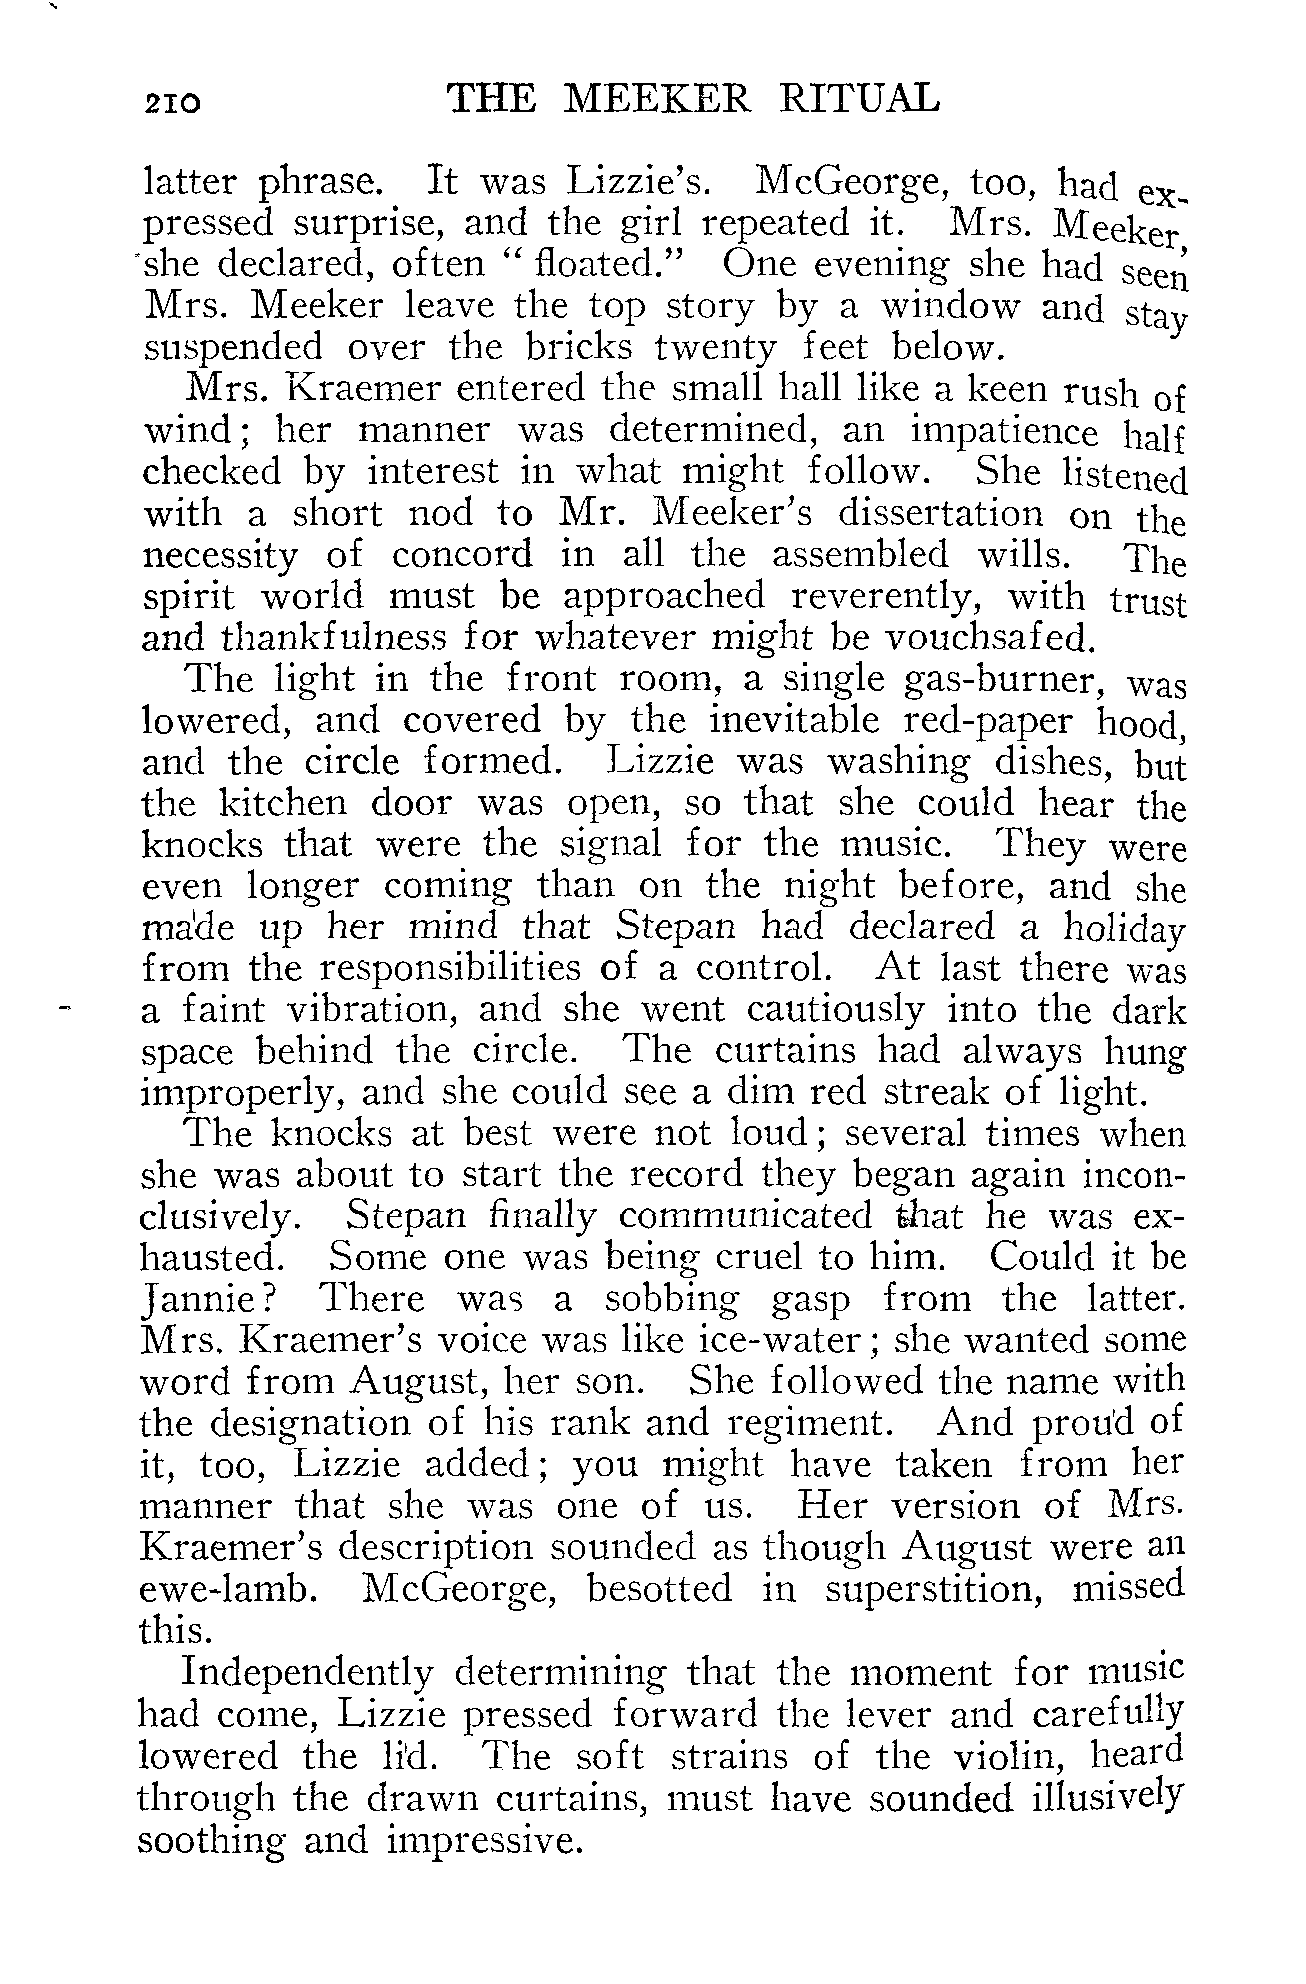 210 THE MEEKER RITUAL
latter phrase. It was Lizzie's. McGeorge, too, had ex-
pressed surprise, and the girl repeated it. Mrs. Meeker,
she declared, often " floated." One evening she had seen
Mrs. Meeker leave the top story by a window and stay
suspended over the bricks twenty feet below.
Mrs. Kraemer entered the small hall like a keen rush of
wind; her manner was determined, an impatience half
checked by interest in what might follow. She listened
with a short nod to Mr. Meeker's dissertation on the
necessity of concord in all the assembled wills. The
spirit world must be approached reverently, with trust
and thankfulness for whatever might be vouchsafed.
The light in the front room, a single gas-burner, was
lowered, and covered by the inevitable red-paper hood,
and the circle formed. Lizzie was washing dishes, but
the kitchen door was open, so that she could hear the
knocks that were the signal for the music. They were
even longer coming than on the night before, and she
made up her mind that Stepan had declared a holiday
from the responsibilities of a control. At last there was
a faint vibration, and she went cautiously into the dark
space behind the circle. The curtains had always hung
improperly, and she could see a dim red streak of light.
The knocks at best were not loud; several times when
she was about to start the record they began again incon-
clusively. Stepan finally communicated that he was ex-
hausted. Some one was being cruel to him. Could it be
Jannie? There was a sobbing gasp from the latter.
Mrs. Kraemer's voice was like ice-water; she wanted some
word from August, her son. She followed the name with
the designation of his rank and regiment. And proud of
it, too, Lizzie added; you might have taken from her
manner that she was one of us. Her version of Mrs.
Kraemer's description sounded as though August were an
ewe-lamb. McGeorge, besotted in superstition, missed
this.
Independently determining that the moment for music
had come, Lizzie pressed forward the lever and carefully
lowered the lid. The soft strains of the violin, heard
through the drawn curtains, must have sounded illusively
soothing and impressive.